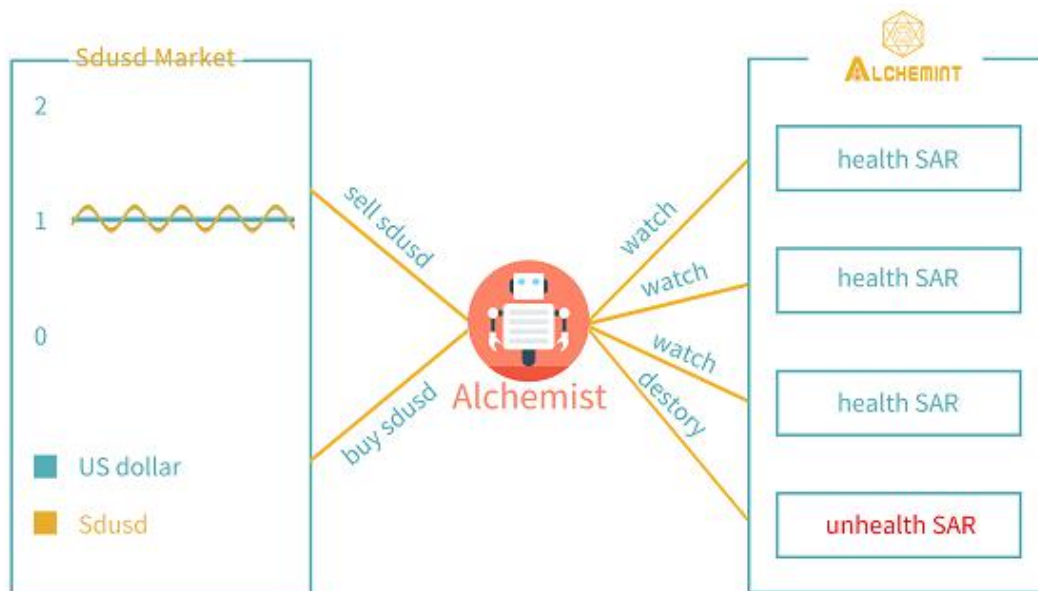 Sdusd Market
2
1
0
US dollar
Sdusd
sell sdusd
buy sdusd
Alchemist
watch
watch
watch
destory
ALCHEMINT
health SAR
health SAR
health SAR
unhealth SAR